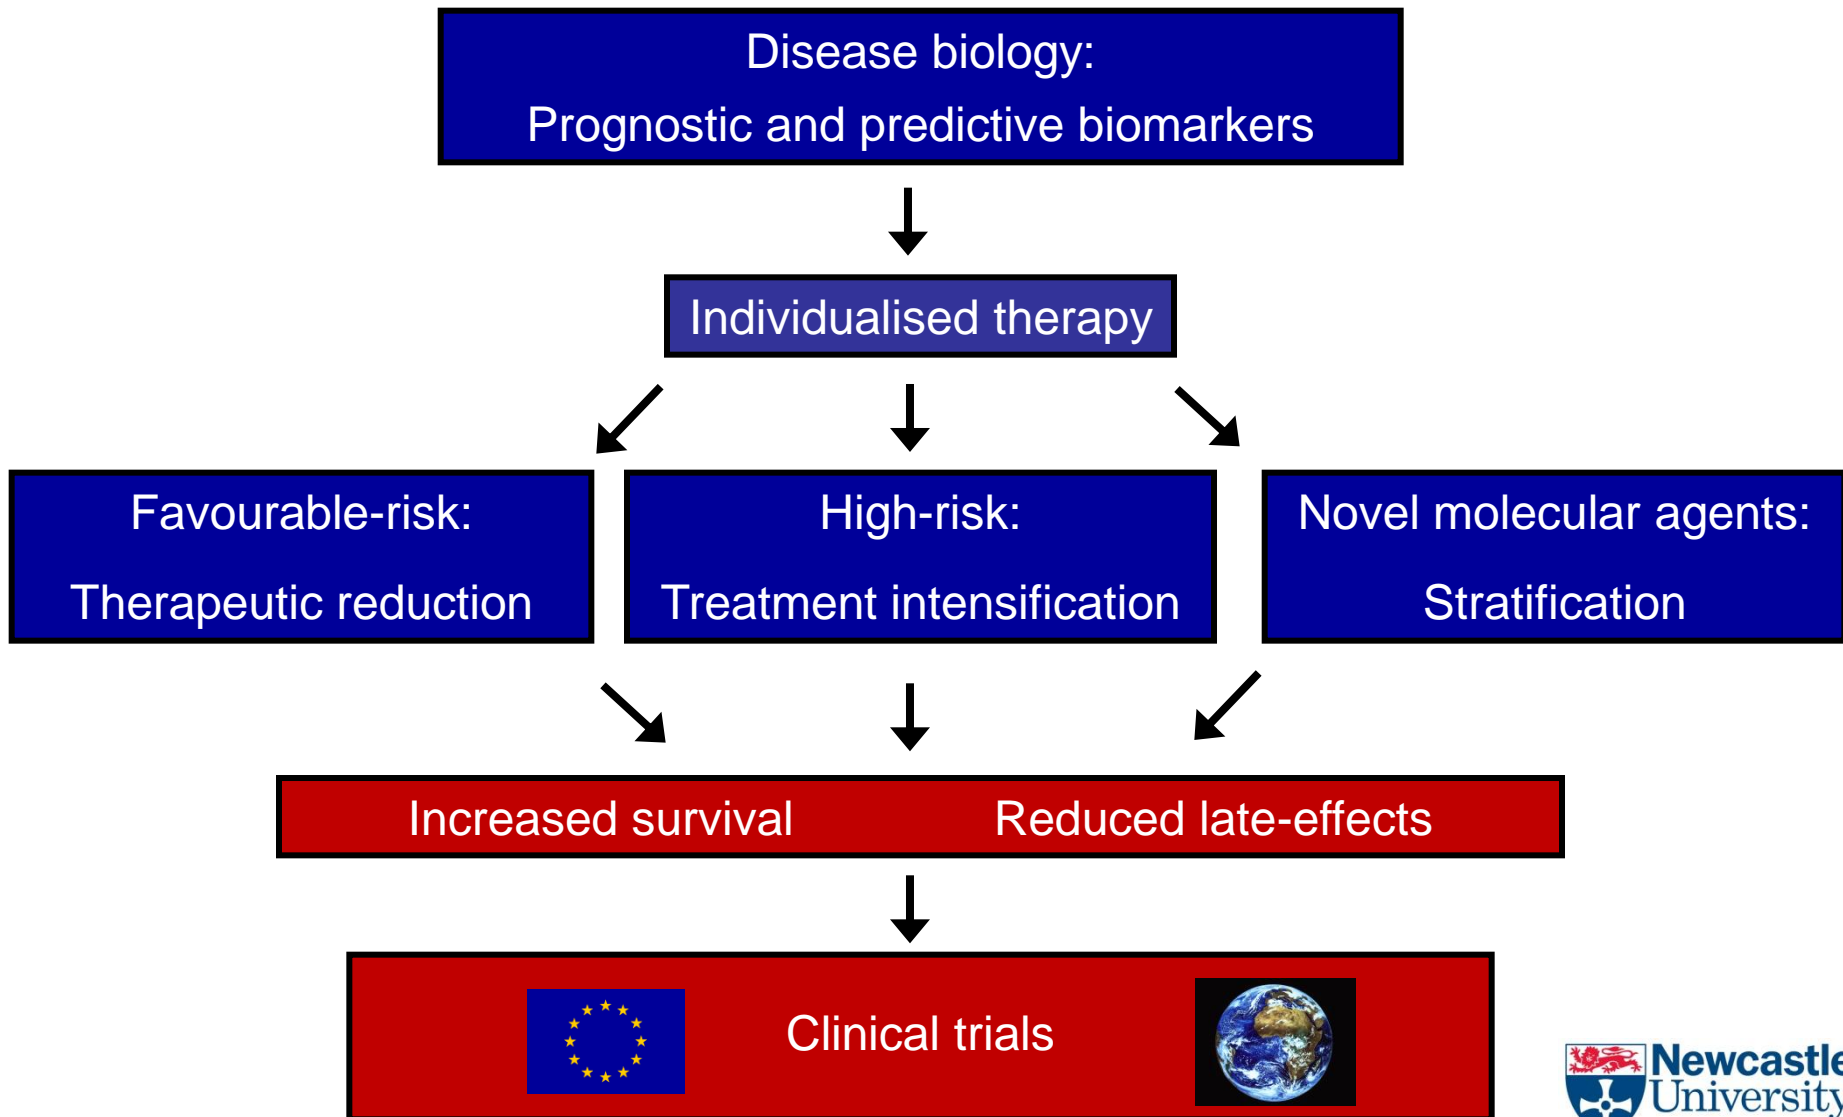 Disease biology:
Prognostic and predictive biomarkers
Individualised therapy
Favourable-risk:
Therapeutic reduction
High-risk:
Treatment intensification
Novel molecular agents:
Stratification
Increased survival
Reduced late-effects
Clinical trials
Newcastle
University